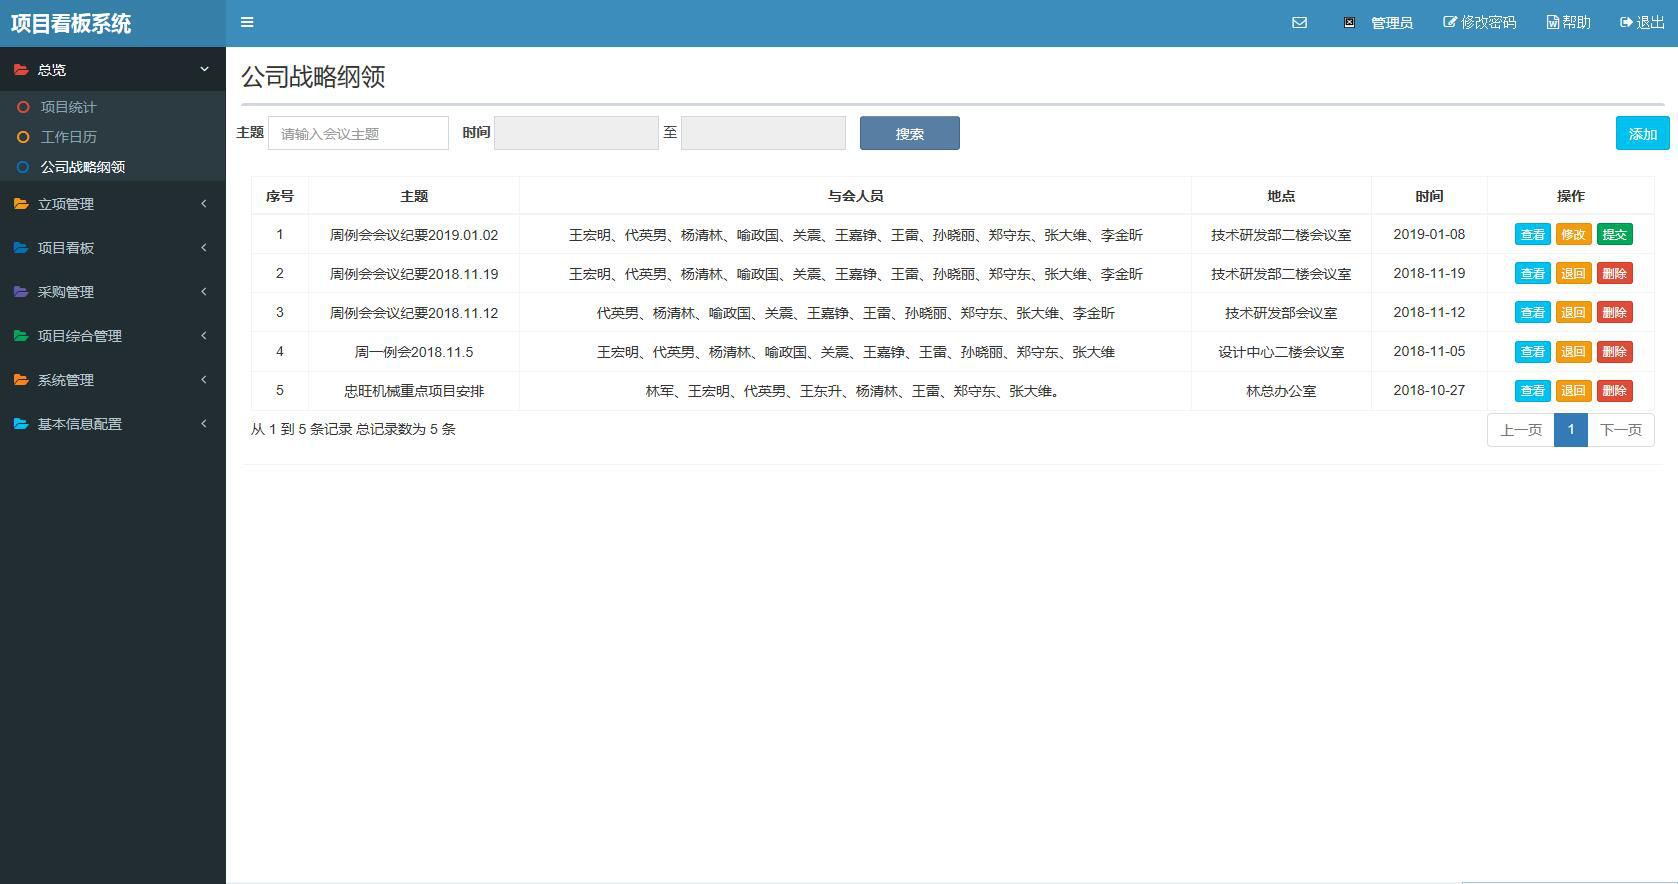 项目看板系统
管理员 修改密码 帮助 退出
总览
项目统计
工作日历
公司战略纲领
立项管理
项目看板
采购管理
项目综合管理
系统管理
基本信息配置
公司战略纲领
主题 请输入会议主题 时间 至 搜索 添加
序号 主题 与会人员 地点 时间 操作
1 周例会会议纪要2019.01.02 王宏明、代英男、杨清林、喻政国、关震、王嘉铮、王雷、孙晓丽、郑守东、张大维、李金昕 技术研发部二楼会议室 2019-01-08 查看 修改 提交
2 周例会会议纪要2018.11.19 王宏明、代英男、杨清林、喻政国、关震、王嘉铮、王雷、孙晓丽、郑守东、张大维、李金昕 技术研发部二楼会议室 2018-11-19 查看 退回 删除
3 周例会会议纪要2018.11.12 代英男、杨清林、喻政国、关震、王嘉铮、王雷、孙晓丽、郑守东、张大维、李金昕 技术研发部会议室 2018-11-12 查看 退回 删除
4 周一例会2018.11.5 王宏明、代英男、杨清林、喻政国、关震、王嘉铮、王雷、孙晓丽、郑守东、张大维 设计中心二楼会议室 2018-11-05 查看 退回 删除
5 忠旺机械重点项目安排 林军、王宏明、代英男、王东升、杨清林、王雷、郑守东、张大维。 林总办公室 2018-10-27 查看 退回 删除
从 1 到 5 条记录 总记录数为 5 条 上一页 1 下一页